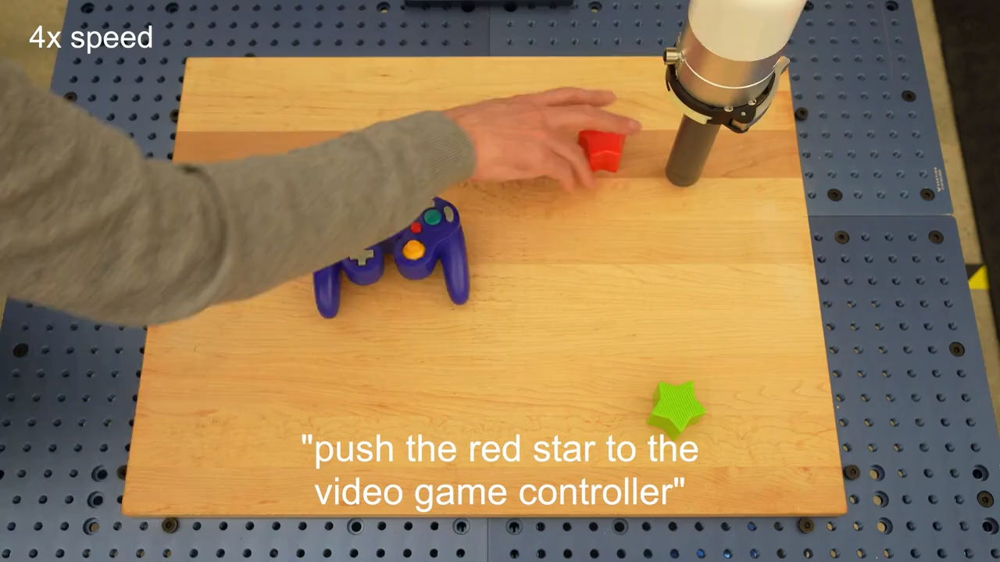 4x speed
"push the red star to the
video game controller"